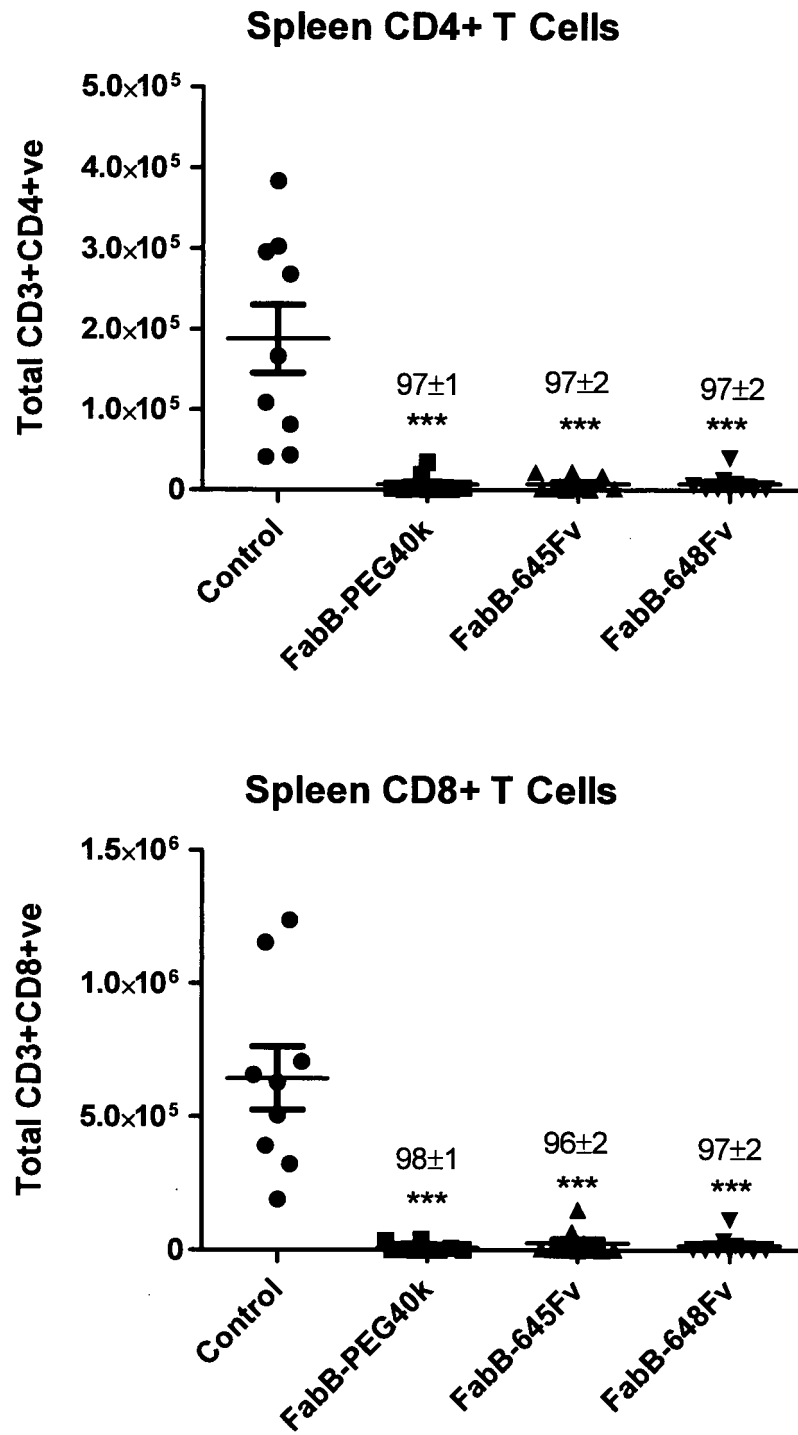 Spleen CD4+ T Cells
Total CD3+CD4+ve
5.0×10⁵
4.0×10⁵
3.0×10⁵
2.0×10⁵
1.0×10⁵
0
97±1
97±2
97±2
***
***
***
Control
FabB-PEG40k
FabB-645Fv
FabB-648Fv
Spleen CD8+ T Cells
Total CD3+CD8+ve
1.5×10⁶
1.0×10⁶
5.0×10⁵
0
98±1
96±2
97±2
***
***
***
Control
FabB-PEG40k
FabB-645Fv
FabB-648Fv